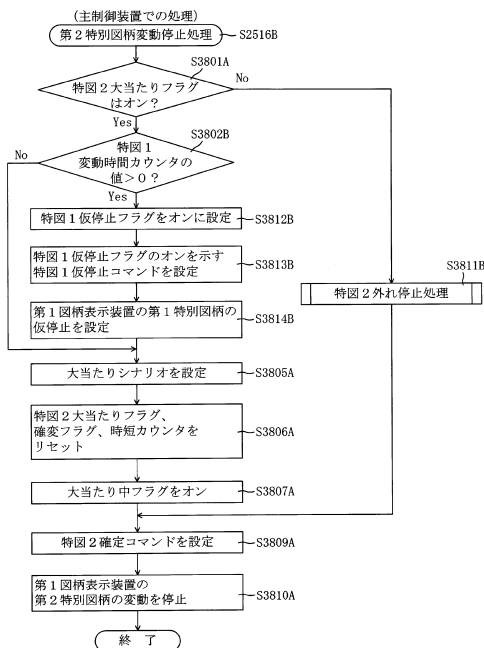 (主制御装置での処理)
第２特別図柄変動停止処理
S2516B
S3801A
特図２大当たりフラグ
はオン？
No
Yes
S3802B
特図１
変動時間カウンタの
値＞０？
No
Yes
特図１仮停止フラグをオンに設定
S3812B
特図１仮停止フラグのオンを示す
特図１仮停止コマンドを設定
S3813B
S3811B
特図２外れ停止処理
第１図柄表示装置の第１特別図柄の
仮停止を設定
S3814B
大当たりシナリオを設定
S3805A
特図２大当たりフラグ、
確変フラグ、時短カウンタを
リセット
S3806A
大当たり中フラグをオン
S3807A
特図２確定コマンドを設定
S3809A
第１図柄表示装置の
第２特別図柄の変動を停止
S3810A
終　了